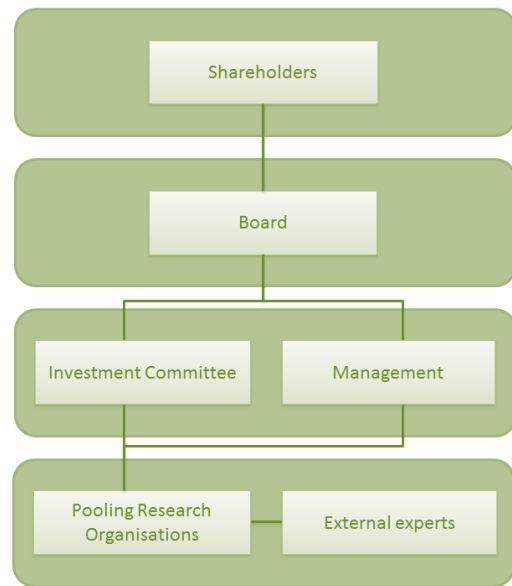 Shareholders
Board
Investment Committee
Management
Pooling Research
Organisations
External experts